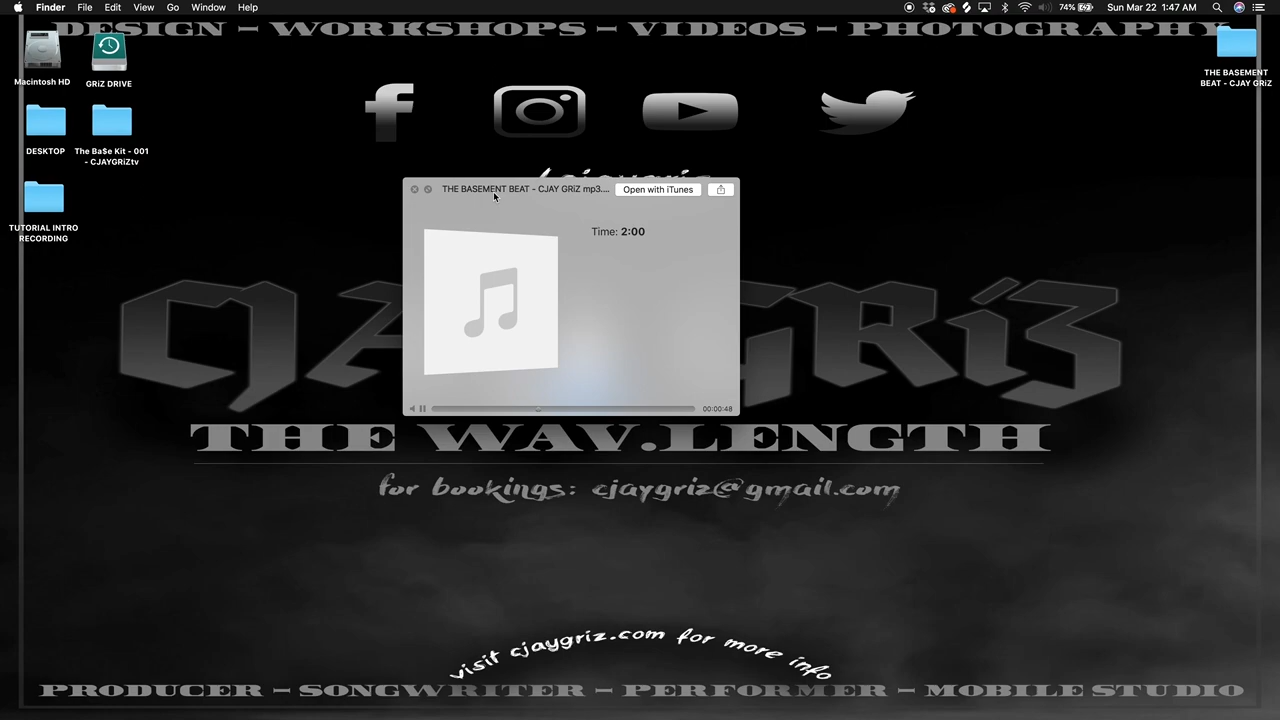 Finder File Edit View Go Window Help 74% Sun Mar 22 1:47 AM
DESIGN – WORKSHOPS – VIDEOS – PHOTOGRAPHY
Macintosh HD
GRiZ DRIVE
THE BASEMENT
BEAT - CJAY GRiZ
DESKTOP
The Ba$e Kit - 001
- CJAYGRiZtv
TUTORIAL INTRO
RECORDING
THE BASEMENT BEAT - CJAY GRiZ mp3....
Open with iTunes
Time: 2:00
00:00:48
THE WAV.LENGTH
for bookings: cjaygriz@gmail.com
visit cjaygriz.com for more info
PRODUCER – SONGWRITER – PERFORMER – MOBILE STUDIO